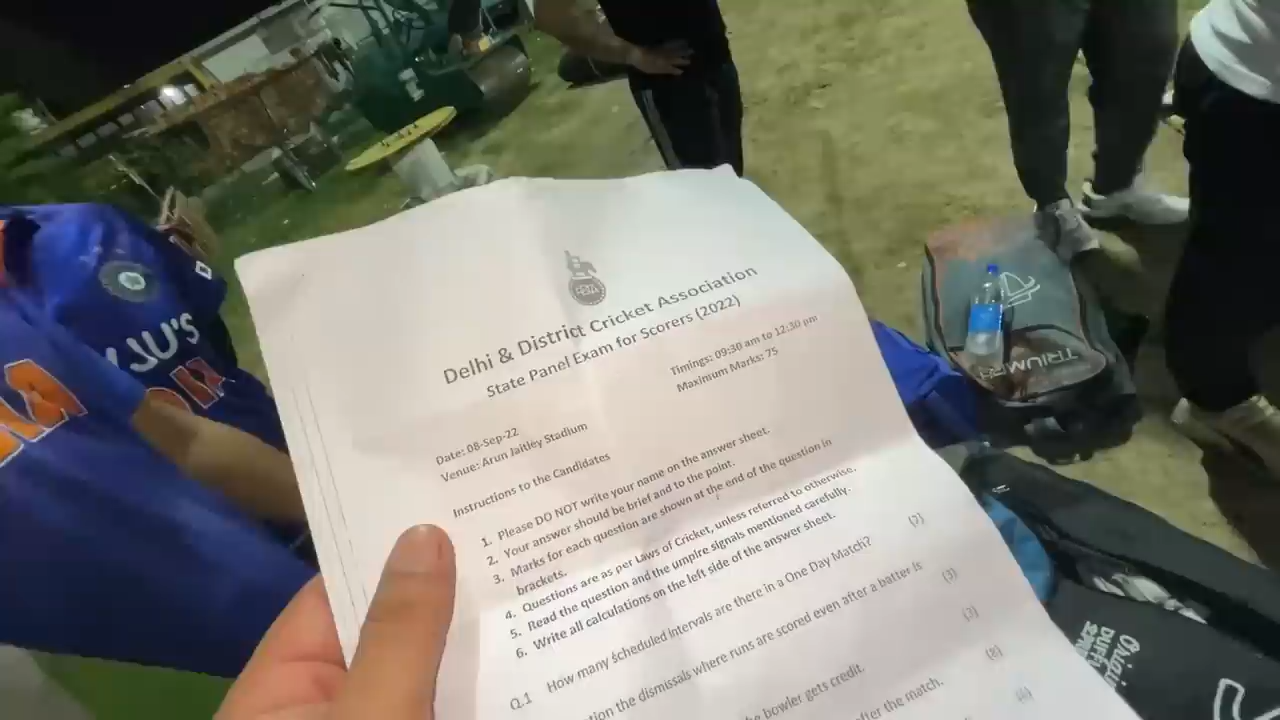 Delhi & District Cricket Association
State Panel Exam for Scorers (2022)
Timings: 09:30 am to 12:30 pm
Maximum Marks: 75
Date: 08-Sep-22
Venue: Arun Jaitley Stadium
Instructions to the Candidates
1. Please DO NOT write your name on the answer sheet.
2. Your answer should be brief and to the point.
3. Marks for each question are shown at the end of the question in
brackets.
4. Questions are as per Laws of Cricket, unless referred to otherwise.
5. Read the question and the umpire signals mentioned carefully.
6. Write all calculations on the left side of the answer sheet.
Q.1 How many scheduled intervals are there in a One Day Match?
the dismissals where runs are scored even after a batter is
bowler gets credit.
after the match.
JU'S
TRIUMPH
DUFFY